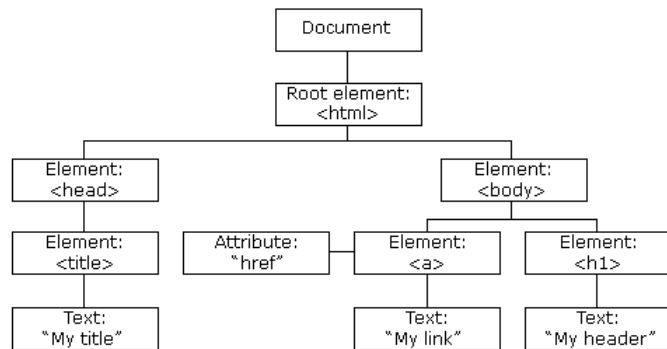 Document
Root element:
<html>
Element:
<head>
Element:
<body>
Element:
<title>
Attribute:
“href”
Element:
<a>
Element:
<h1>
Text:
“My title”
Text:
“My link”
Text:
“My header”